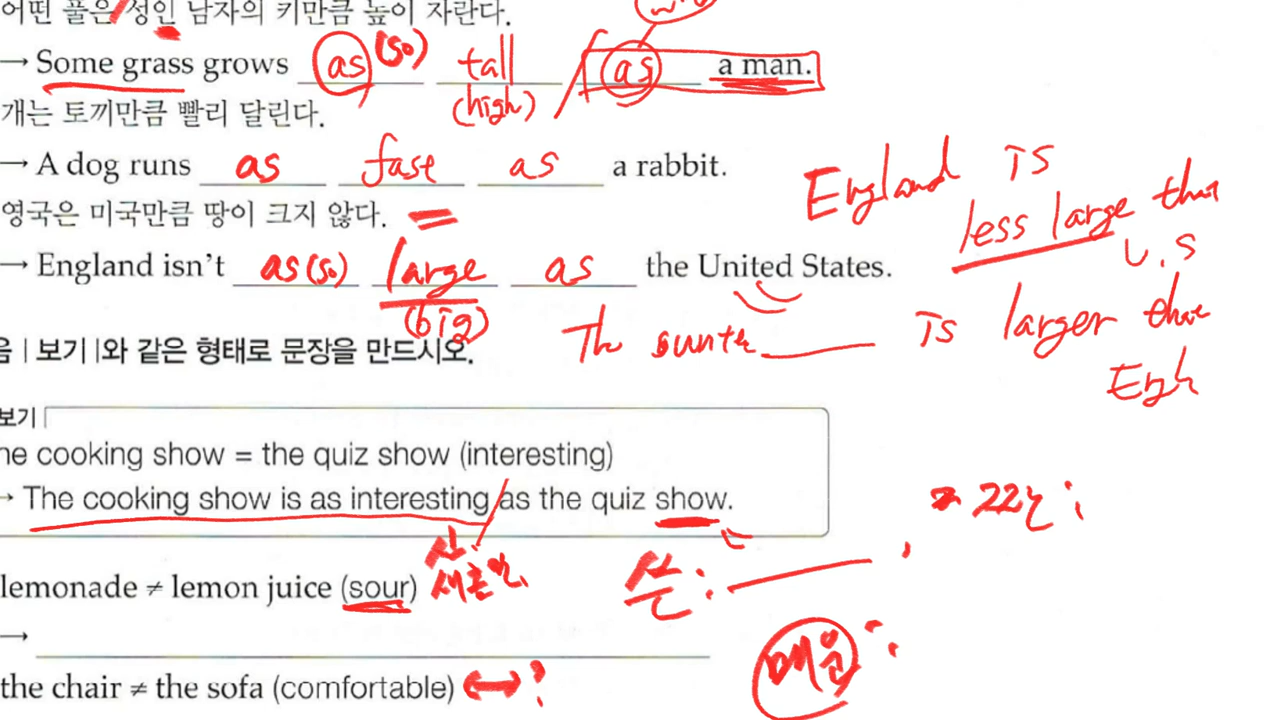 어떤 풀은 성인 남자의 키만큼 높이 자란다.
→ Some grass grows as (so) tall as a man.
(high)
개는 토끼만큼 빨리 달린다.
→ A dog runs as fast as a rabbit.
영국은 미국만큼 땅이 크지 않다.
→ England isn't as(so) large as the United States.
(big)
England is
less large than
U.S
The is larger than
음 | 보기 |와 같은 형태로 문장을 만드시오.
보기 |
he cooking show = the quiz show (interesting)
→ The cooking show is as interesting as the quiz show.
lemonade ≠ lemon juice (sour)
신
새콤한
쓴 :
매운 :
→
the chair ≠ the sofa (comfortable) ↔ ?